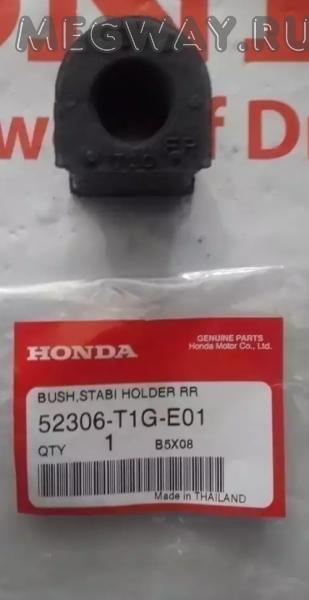 MEGWAY.RU
GENUINE PARTS
HONDA
Honda Motor Co., Ltd.
BUSH,STABI HOLDER RR
52306-T1G-E01
QTY 1 B5X08
Made in THAILAND